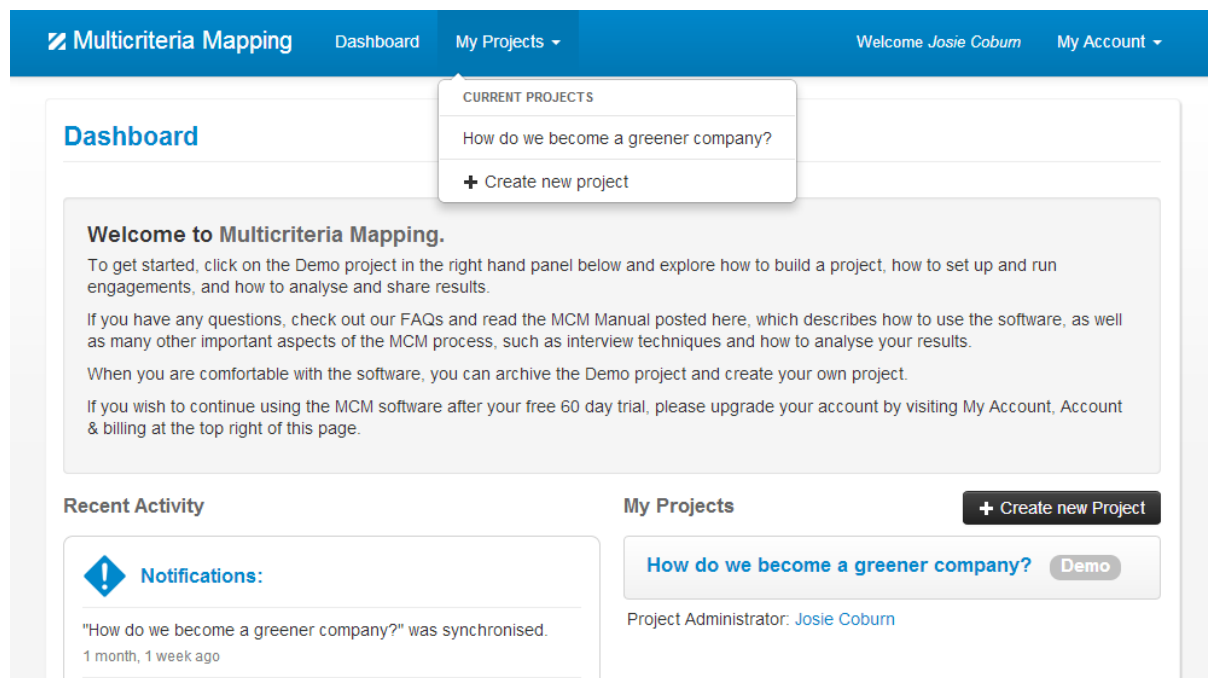 Multicriteria Mapping Dashboard My Projects Welcome Josie Coburn My Account
CURRENT PROJECTS
How do we become a greener company?
+ Create new project
Dashboard
Welcome to Multicriteria Mapping.
To get started, click on the Demo project in the right hand panel below and explore how to build a project, how to set up and run
engagements, and how to analyse and share results.
If you have any questions, check out our FAQs and read the MCM Manual posted here, which describes how to use the software, as well
as many other important aspects of the MCM process, such as interview techniques and how to analyse your results.
When you are comfortable with the software, you can archive the Demo project and create your own project.
If you wish to continue using the MCM software after your free 60 day trial, please upgrade your account by visiting My Account, Account
& billing at the top right of this page.
Recent Activity
Notifications:
"How do we become a greener company?" was synchronised.
1 month, 1 week ago
My Projects
+ Create new Project
How do we become a greener company? Demo
Project Administrator: Josie Coburn